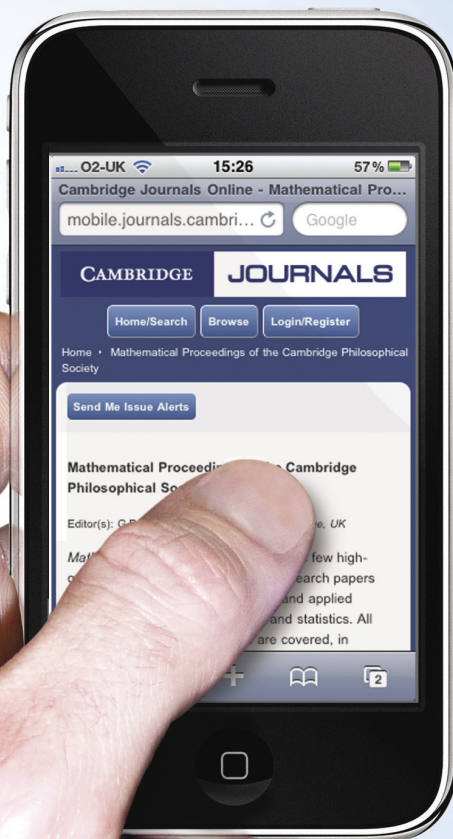 O2-UK 15:26 57%
Cambridge Journals Online - Mathematical Pro...
mobile.journals.cambri... Google
CAMBRIDGE JOURNALS
Home/Search Browse Login/Register
Home • Mathematical Proceedings of the Cambridge Philosophical
Society
Send Me Issue Alerts
Mathematical Cambridge
Philosophical
Editor(s): UK
few high-
earch papers
and applied
and statistics. All
are covered, in
2